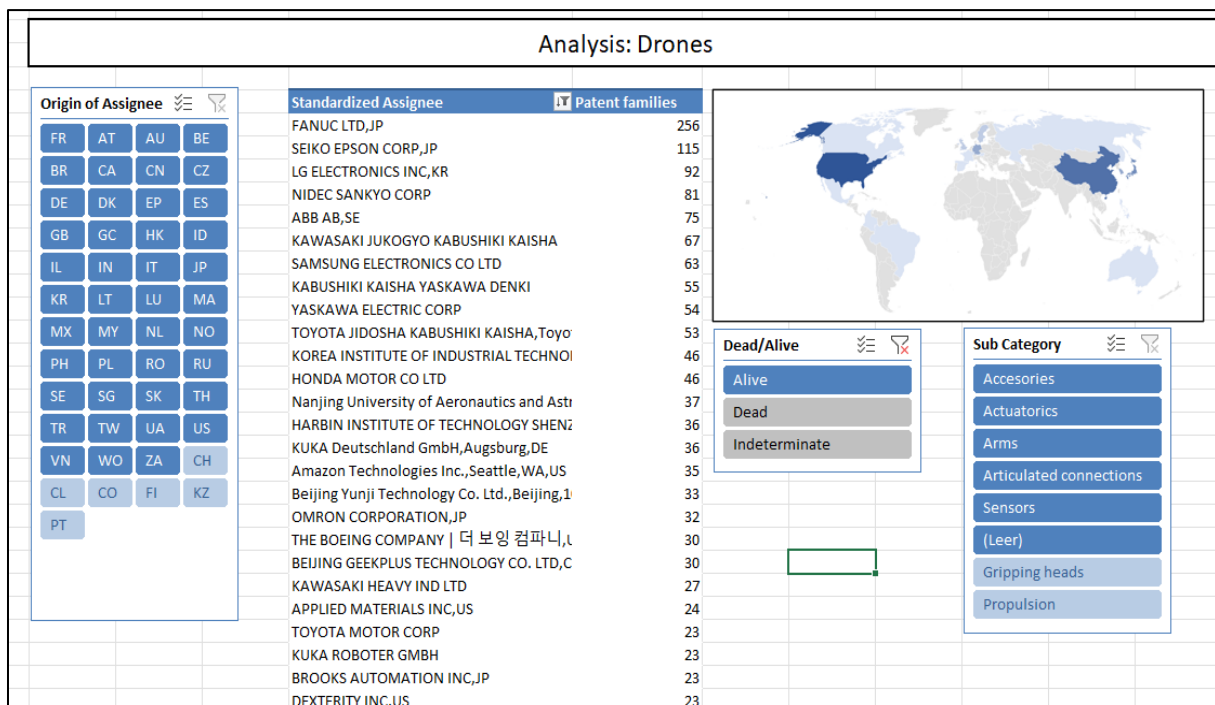 Analysis: Drones
Origin of Assignee
FR AT AU BE
BR CA CN CZ
DE DK EP ES
GB GC HK ID
IL IN IT JP
KR LT LU MA
MX MY NL NO
PH PL RO RU
SE SG SK TH
TR TW UA US
VN WO ZA CH
CL CO FI KZ
PT
Standardized Assignee Patent families
FANUC LTD,JP 256
SEIKO EPSON CORP,JP 115
LG ELECTRONICS INC,KR 92
NIDEC SANKYO CORP 81
ABB AB,SE 75
KAWASAKI JUKOGYO KABUSHIKI KAISHA 67
SAMSUNG ELECTRONICS CO LTD 63
KABUSHIKI KAISHA YASKAWA DENKI 55
YASKAWA ELECTRIC CORP 54
TOYOTA JIDOSHA KABUSHIKI KAISHA,Toyo 53
KOREA INSTITUTE OF INDUSTRIAL TECHNOI 46
HONDA MOTOR CO LTD 46
Nanjing University of Aeronautics and Astr 37
HARBIN INSTITUTE OF TECHNOLOGY SHENZ 36
KUKA Deutschland GmbH,Augsburg,DE 36
Amazon Technologies Inc.,Seattle,WA,US 35
Beijing Yunji Technology Co. Ltd.,Beijing,1 33
OMRON CORPORATION,JP 32
THE BOEING COMPANY | 더 보잉 컴파니,U 30
BEIJING GEEKPLUS TECHNOLOGY CO. LTD,C 30
KAWASAKI HEAVY IND LTD 27
APPLIED MATERIALS INC,US 24
TOYOTA MOTOR CORP 23
KUKA ROBOTER GMBH 23
BROOKS AUTOMATION INC,JP 23
DEXTERITY INC,US 23
Dead/Alive
Alive
Dead
Indeterminate
Sub Category
Accesories
Actuatorics
Arms
Articulated connections
Sensors
(Leer)
Gripping heads
Propulsion